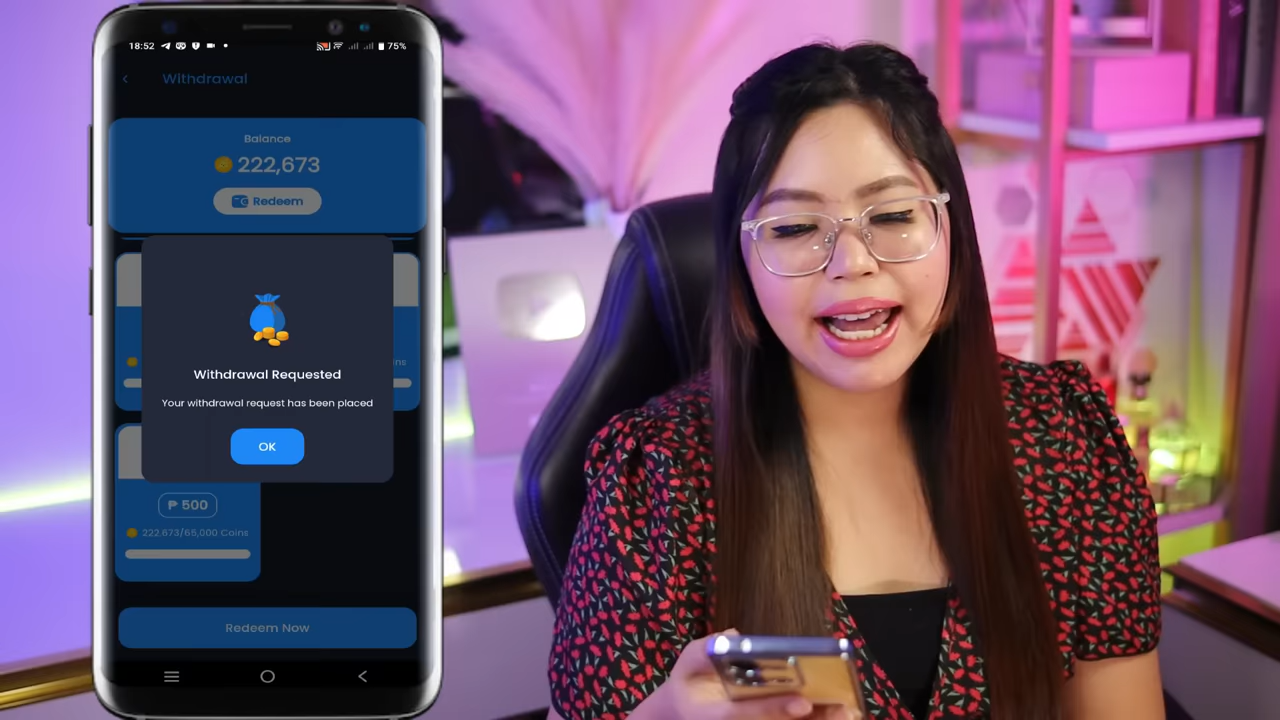 18:52
75%
Withdrawal
Balance
222,673
Redeem
ins
Withdrawal Requested
Your withdrawal request has been placed
OK
₱ 500
222.673/65,000 Coins
Redeem Now